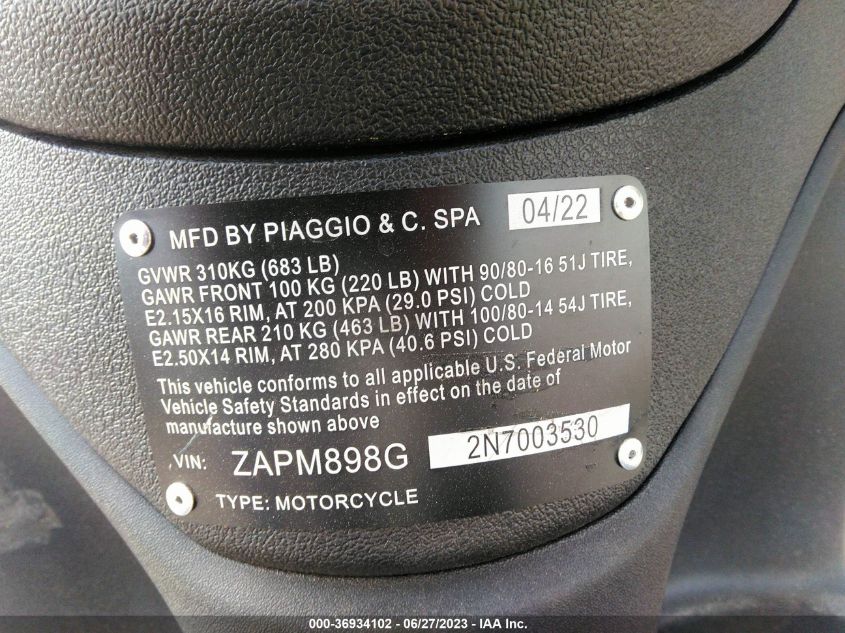 MFD BY PIAGGIO & C. SPA 04/22
GVWR 310KG (683 LB)
GAWR FRONT 100 KG (220 LB) WITH 90/80-16 51J TIRE,
E2.15X16 RIM, AT 200 KPA (29.0 PSI) COLD
GAWR REAR 210 KG (463 LB) WITH 100/80-14 54J TIRE,
E2.50X14 RIM, AT 280 KPA (40.6 PSI) COLD
This vehicle conforms to all applicable U.S. Federal Motor
Vehicle Safety Standards in effect on the date of
manufacture shown above
VIN: ZAPM898G 2N7003530
TYPE: MOTORCYCLE
000-36934102 - 06/27/2023 - IAA Inc.